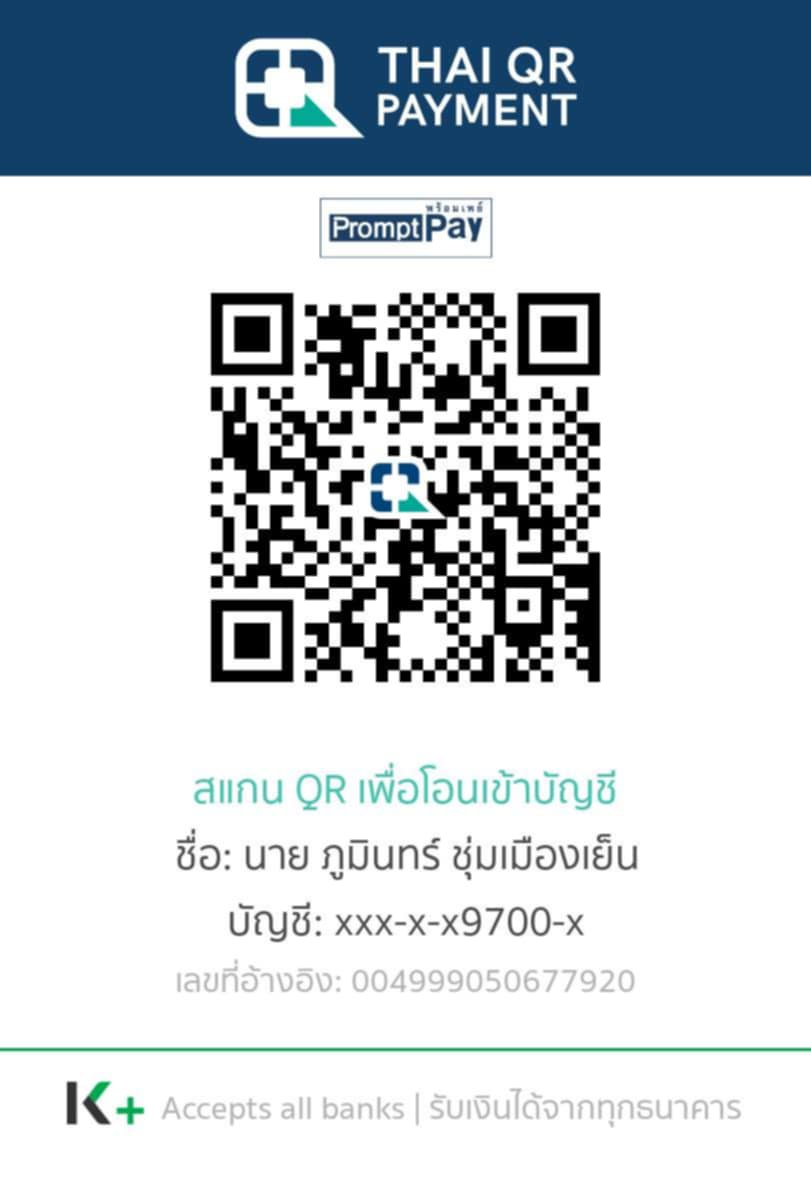 THAI QR
PAYMENT
พร้อมเพย์
PromptPay
สแกน QR เพื่อโอนเข้าบัญชี
ชื่อ: นาย ภูมินทร์ ชุ่มเมืองเย็น
บัญชี: xxx-x-x9700-x
เลขที่อ้างอิง: 004999050677920
K+ Accepts all banks | รับเงินได้จากทุกธนาคาร